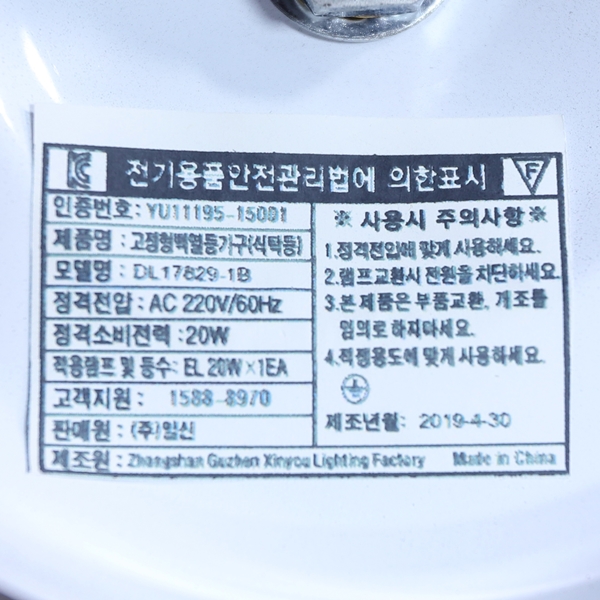 전기용품안전관리법에 의한표시
F
인증번호: YU11195-15001
제품명 : 고정형백열등기구(식탁등)
모델명 : DL17829-1B
정격전압 : AC 220V/60Hz
정격소비전력 : 20W
적용램프 및 등수: EL 20W×1EA
고객지원 : 1588-8970
판매원 : (주)일신
※ 사용시 주의사항 ※
1.정격전압에 맞게 사용하세요.
2.램프교환시 전원을 차단하세요.
3.본 제품은 부품교환, 개조를
임의로 하지마세요.
4.적정용도에 맞게 사용하세요.
제조년월: 2019-4-30
제조원 : Zhongshan Guzhen Xinyou Lighting Factory Made in China